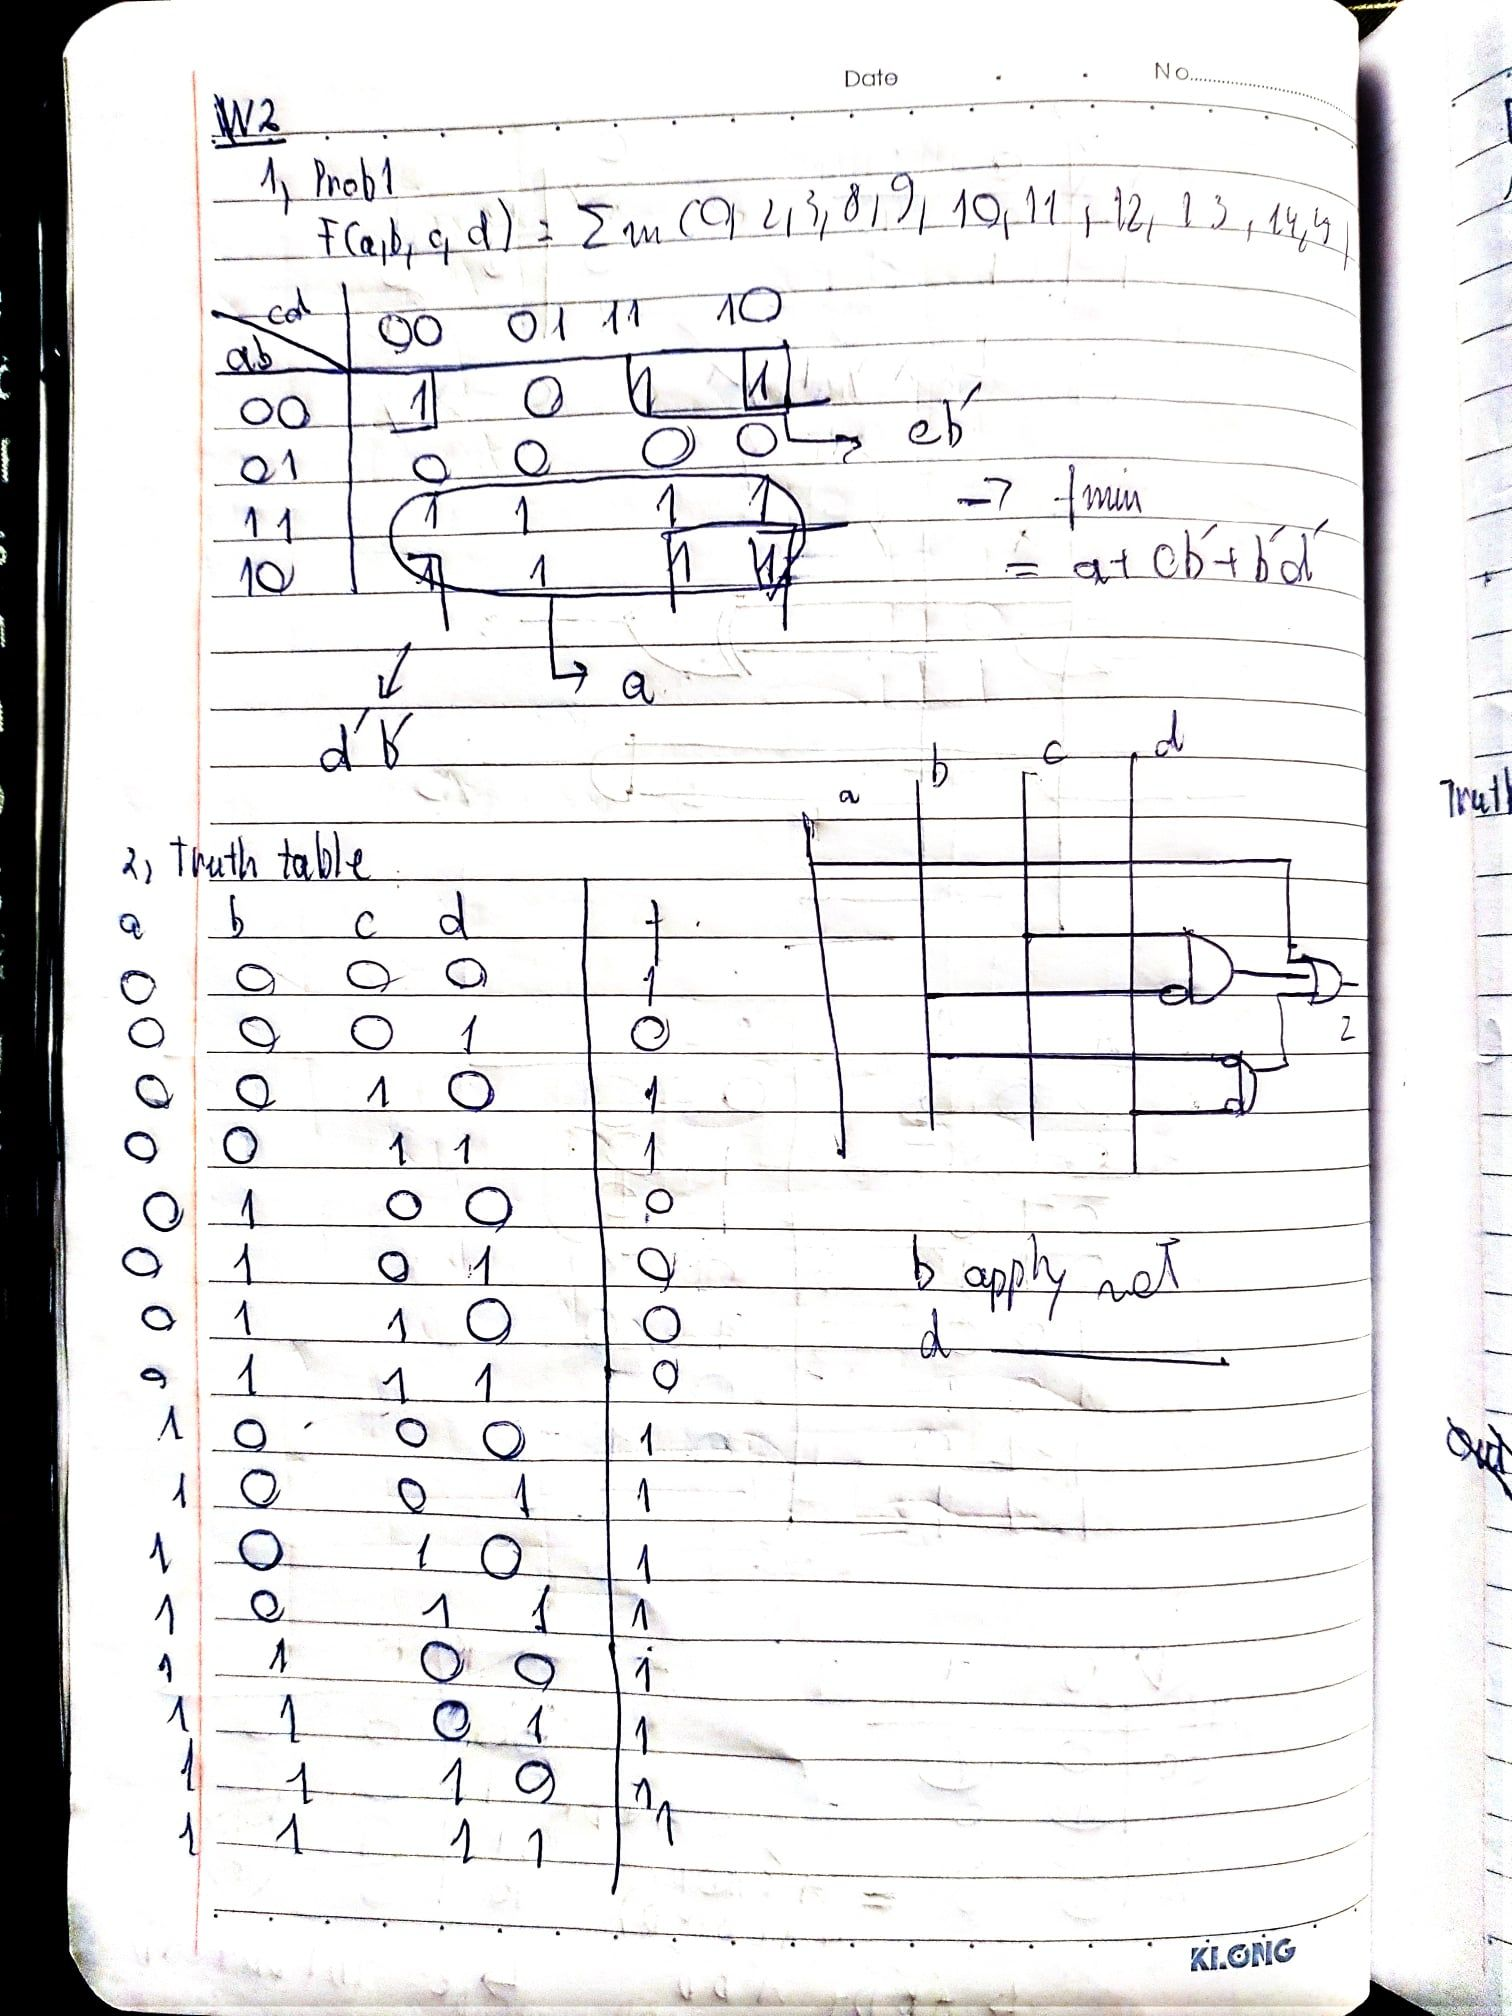 Date No
W2
1, Prob1
F(a,b, c, d) = Σm (0, 2, 3, 8, 9, 10, 11, 12, 13, 14,
cd
ab
00 01 11 10
00 1 0 1 1
cb'
01 0 0 0 0
11 1 1 1 1
→ fmin
10 1 1 1 1
= a + cb' + b'd'
a
d'b'
a b c d
2, Truth table
a b c d f
0 0 0 0 1
0 0 0 1 0
0 0 1 0 1
0 0 1 1 1
0 1 0 0 0
0 1 0 1 0
0 1 1 0 0
0 1 1 1 0
1 0 0 0 1
1 0 0 1 1
1 0 1 0 1
1 0 1 1 1
1 1 0 0 1
1 1 0 1 1
1 1 1 0 1
1 1 1 1 1
b apply not
d
Truth
KLONG